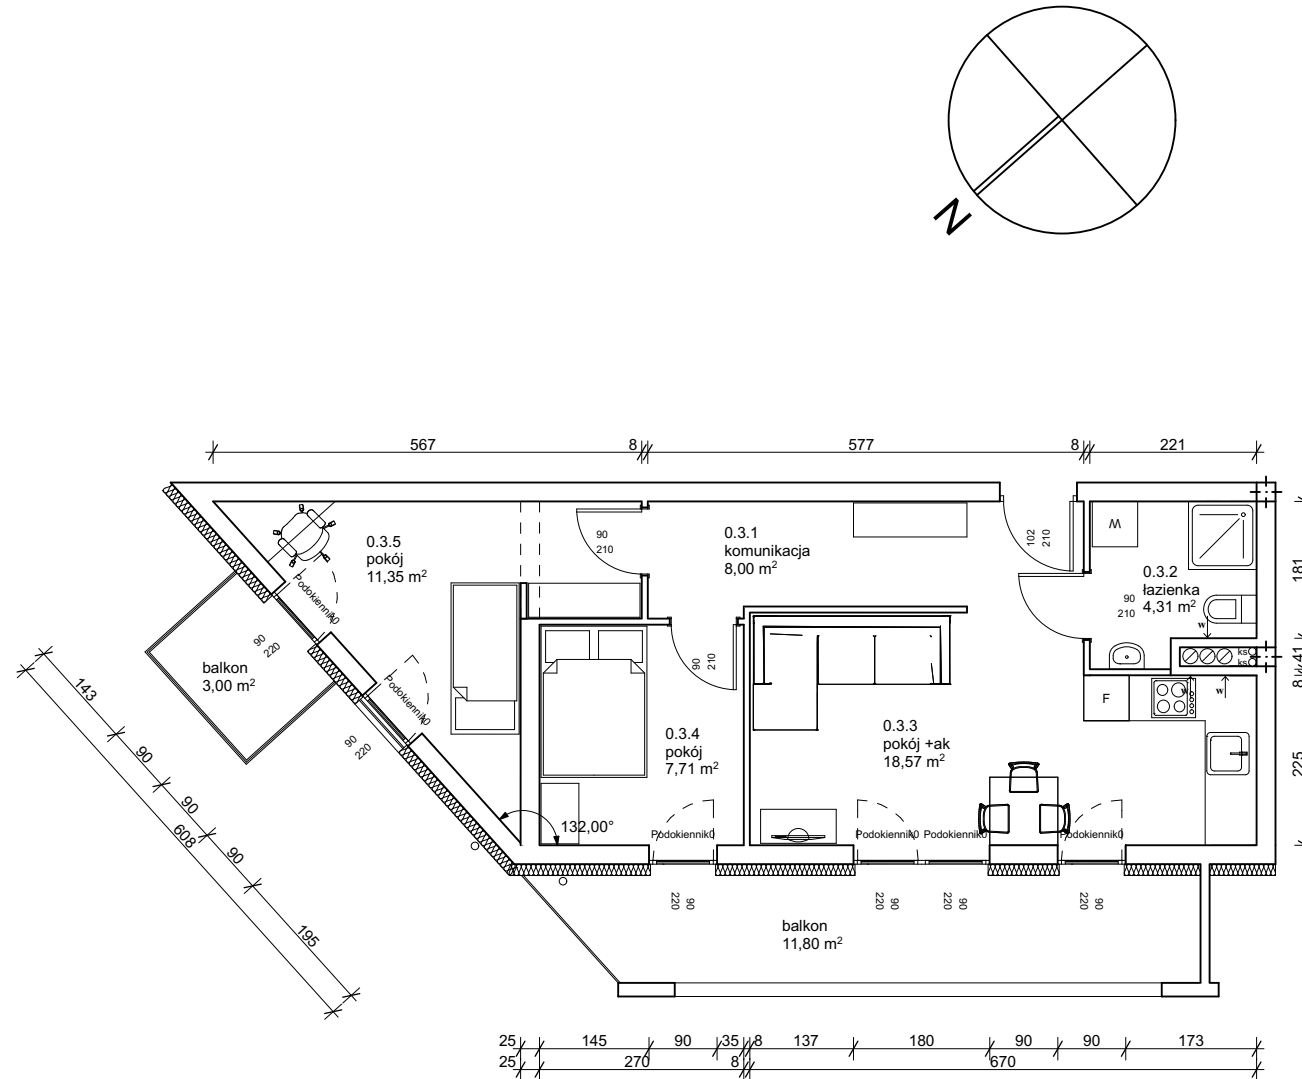 N
567 8 577 8 221
0.3.5
pokój
11,35 m²
90
210
0.3.1
komunikacja
8,00 m²
102
210
W
0.3.2
łazienka
4,31 m²
90
210
181
41
8
w
ks
ks
w
w
Podokiennik0
90
220
balkon
3,00 m²
Podokiennik0
90
220
90
210
0.3.4
pokój
7,71 m²
0.3.3
pokój +ak
18,57 m²
F
225
132,00°
Podokiennik0
Podokiennik0
Podokiennik0
Podokiennik0
143
90
90
90
195
608
220 90
220 90
220 90
220 90
balkon
11,80 m²
25 145 90 35 8 137 180 90 90 173
25 270 8 670